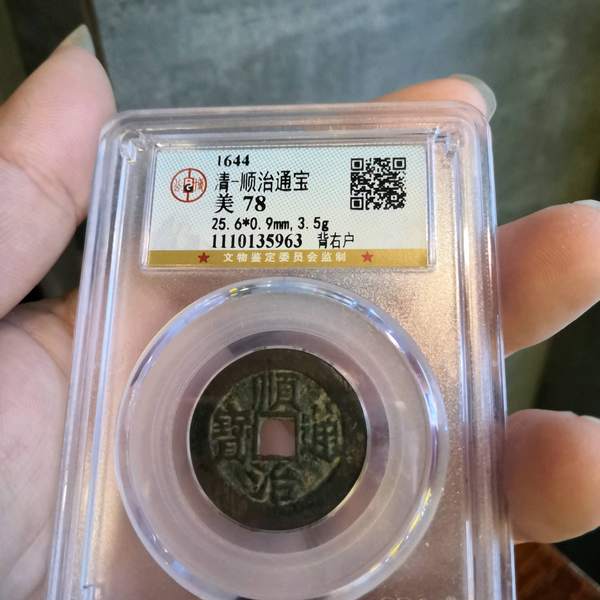 1644
清-顺治通宝
美 78
25.6*0.9mm, 3.5g
1110135963 背右户
★ 文物鉴定委员会监制 ★
順
治
通
寳